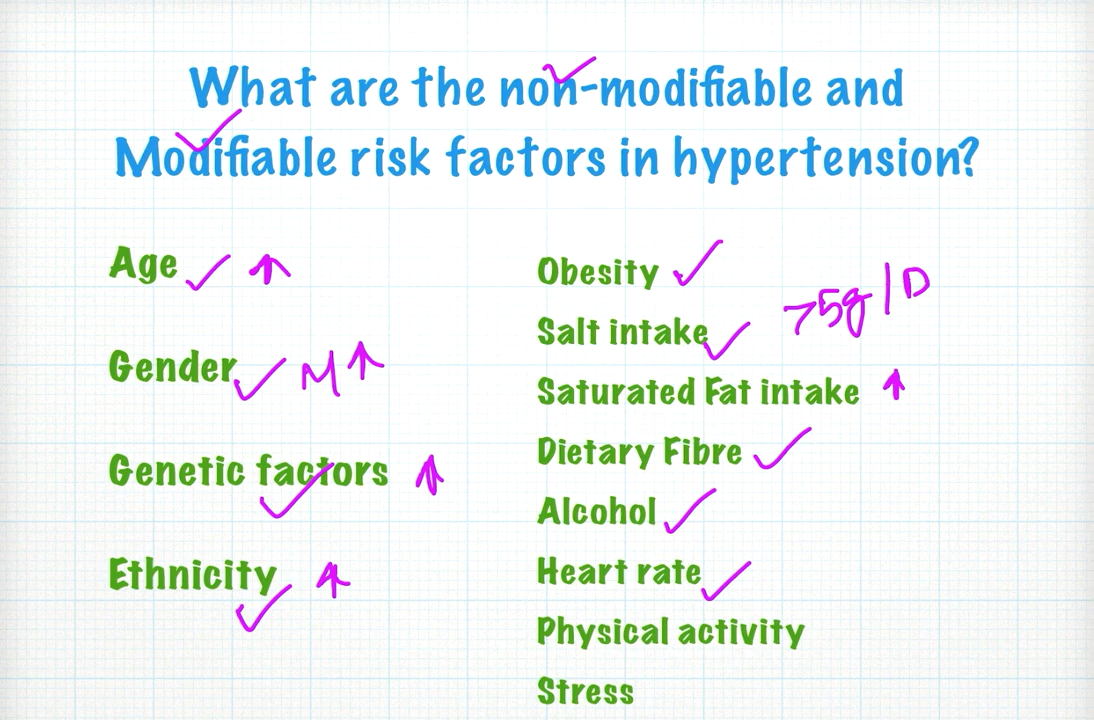 What are the non-modifiable and
Modifiable risk factors in hypertension?
Age ✓ ↑
Gender ✓ M ↑
Genetic factors ✓ ↑
Ethnicity ✓ ↑
Obesity ✓
Salt intake ✓ >5g/D
Saturated Fat intake ↑
Dietary Fibre ✓
Alcohol ✓
Heart rate ✓
Physical activity
Stress